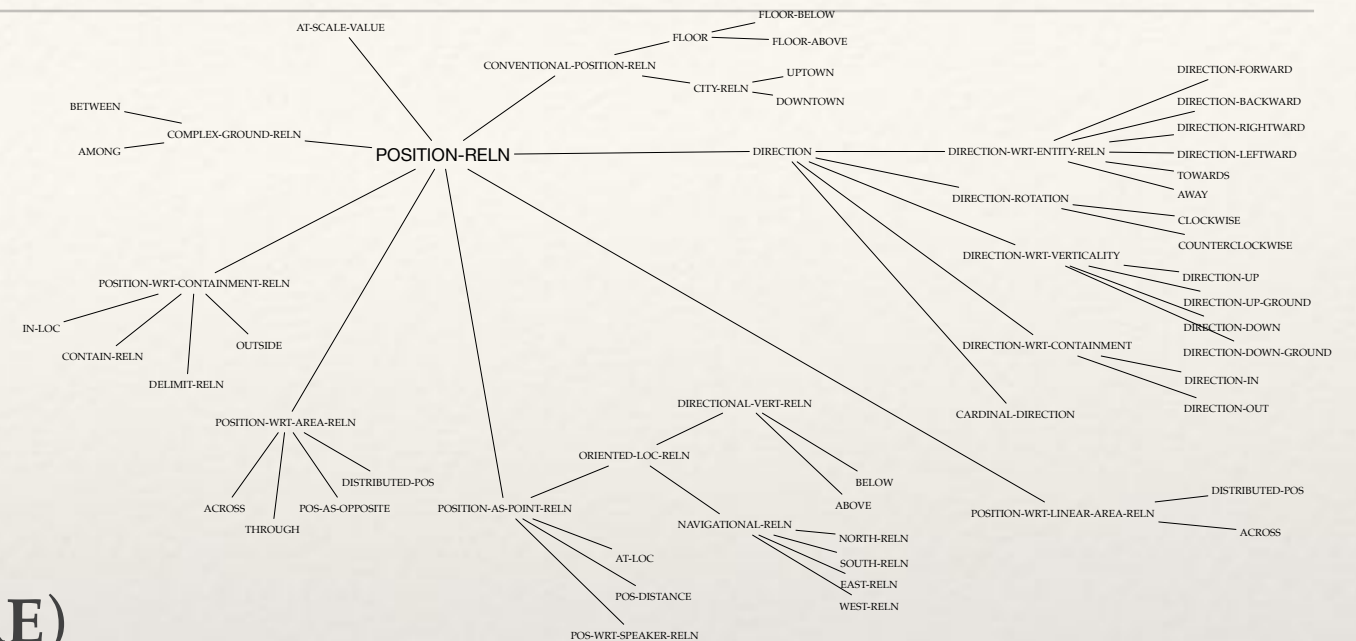 FLOOR-BELOW
AT-SCALE-VALUE
FLOOR
FLOOR-ABOVE
CONVENTIONAL-POSITION-RELN
UPTOWN
CITY-RELN
DOWNTOWN
BETWEEN
COMPLEX-GROUND-RELN
AMONG
POSITION-RELN
DIRECTION
DIRECTION-WRT-ENTITY-RELN
DIRECTION-FORWARD
DIRECTION-BACKWARD
DIRECTION-RIGHTWARD
DIRECTION-LEFTWARD
TOWARDS
AWAY
DIRECTION-ROTATION
CLOCKWISE
COUNTERCLOCKWISE
DIRECTION-WRT-VERTICALITY
DIRECTION-UP
DIRECTION-UP-GROUND
DIRECTION-DOWN
DIRECTION-DOWN-GROUND
DIRECTION-WRT-CONTAINMENT
DIRECTION-IN
DIRECTION-OUT
CARDINAL-DIRECTION
POSITION-WRT-CONTAINMENT-RELN
IN-LOC
CONTAIN-RELN
DELIMIT-RELN
OUTSIDE
POSITION-WRT-AREA-RELN
ACROSS
THROUGH
POS-AS-OPPOSITE
DISTRIBUTED-POS
POSITION-AS-POINT-RELN
ORIENTED-LOC-RELN
DIRECTIONAL-VERT-RELN
BELOW
ABOVE
NAVIGATIONAL-RELN
NORTH-RELN
SOUTH-RELN
EAST-RELN
WEST-RELN
AT-LOC
POS-DISTANCE
POS-WRT-SPEAKER-RELN
POSITION-WRT-LINEAR-AREA-RELN
DISTRIBUTED-POS
ACROSS
E)